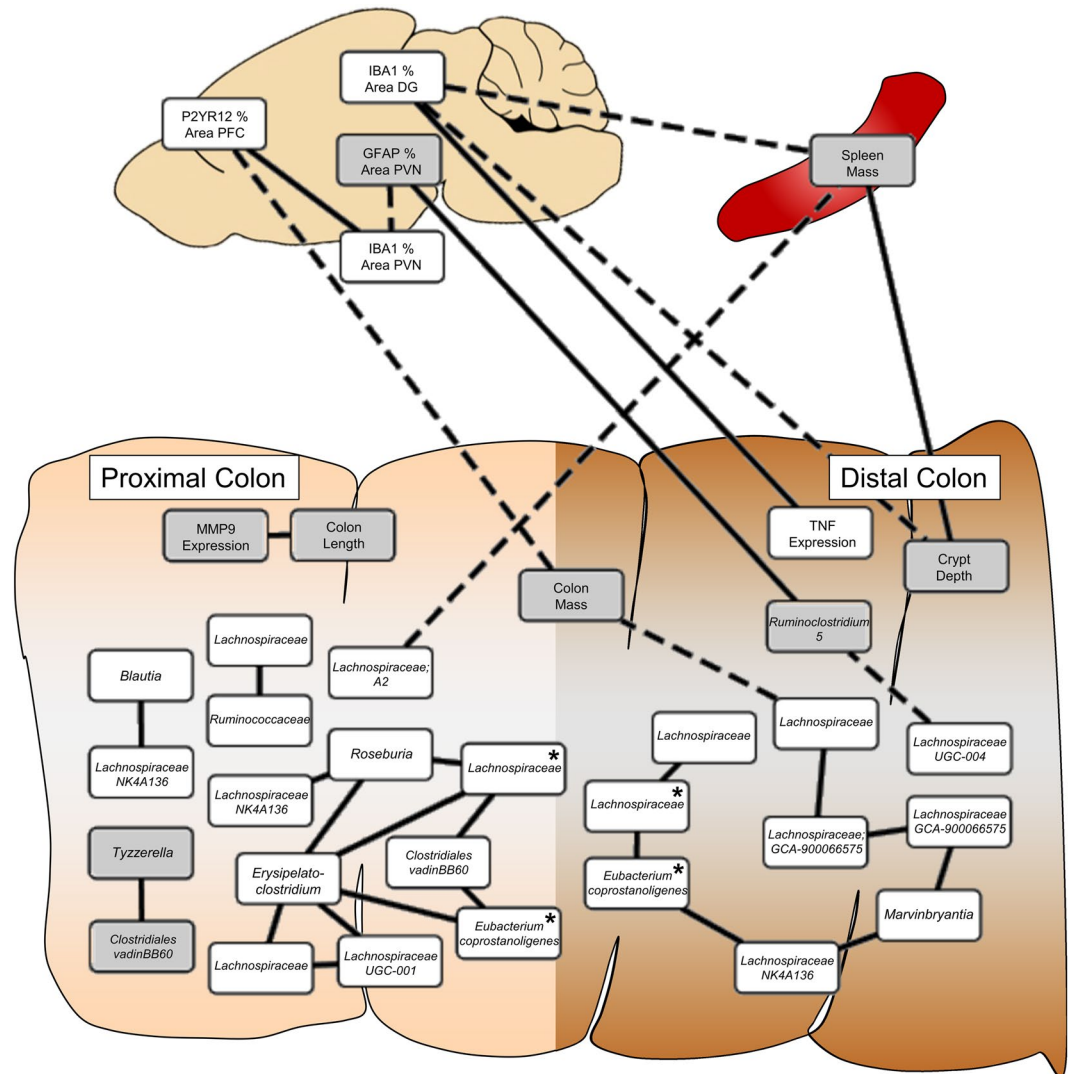 IBA1 %
Area DG
P2YR12 %
Area PFC
GFAP %
Area PVN
Spleen
Mass
IBA1 %
Area PVN
Proximal Colon
Distal Colon
MMP9
Expression
Colon
Length
TNF
Expression
Crypt
Depth
Colon
Mass
Ruminoclostridium
5
Lachnospiraceae
Lachnospiraceae;
A2
Blautia
Ruminococcaceae
Lachnospiraceae
Lachnospiraceae
Lachnospiraceae
UGC-004
Roseburia
Lachnospiraceae*
Lachnospiraceae
NK4A136
Lachnospiraceae
NK4A136
Lachnospiraceae*
Lachnospiraceae;
GCA-900066575
Lachnospiraceae
GCA-900066575
Tyzzerella
Clostridiales
vadinBB60
Erysipelato-
clostridium
Eubacterium*
coprostanoligenes
Marvinbryantia
Clostridiales
vadinBB60
Eubacterium*
coprostanoligenes
Lachnospiraceae
Lachnospiraceae
UGC-001
Lachnospiraceae
NK4A136